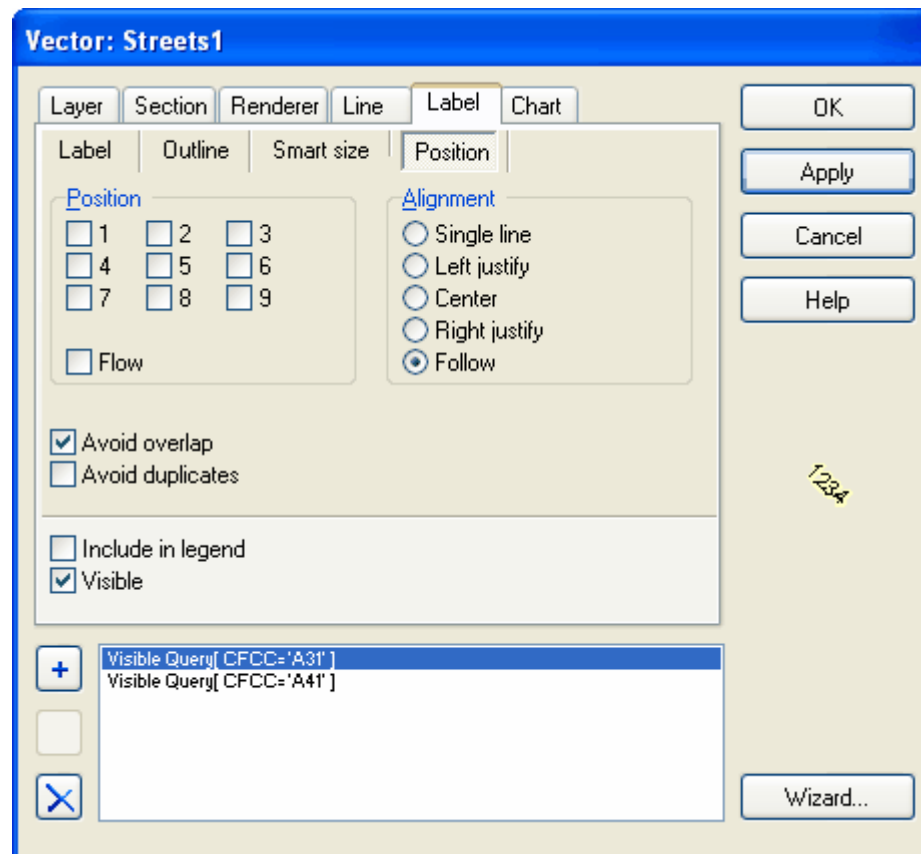 Vector: Streets1
Layer Section Renderer Line Label Chart
Label Outline Smart size Position
Position
1 2 3
4 5 6
7 8 9
Flow
Alignment
Single line
Left justify
Center
Right justify
Follow
Avoid overlap
Avoid duplicates
Include in legend
Visible
OK
Apply
Cancel
Help
1234
+
Visible Query[ CFCC='A31' ]
Visible Query[ CFCC='A41' ]
Wizard...